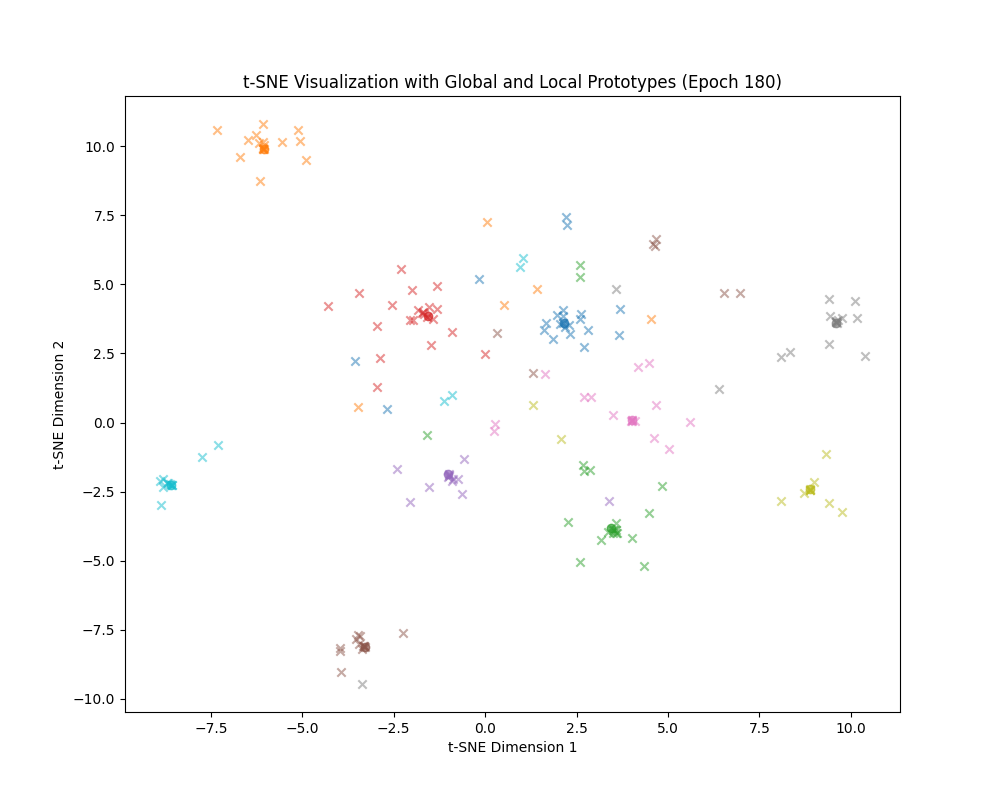 t-SNE Visualization with Global and Local Prototypes (Epoch 180)
10.0
7.5
5.0
2.5
0.0
−2.5
−5.0
−7.5
−10.0
t-SNE Dimension 2
−7.5 −5.0 −2.5 0.0 2.5 5.0 7.5 10.0
t-SNE Dimension 1